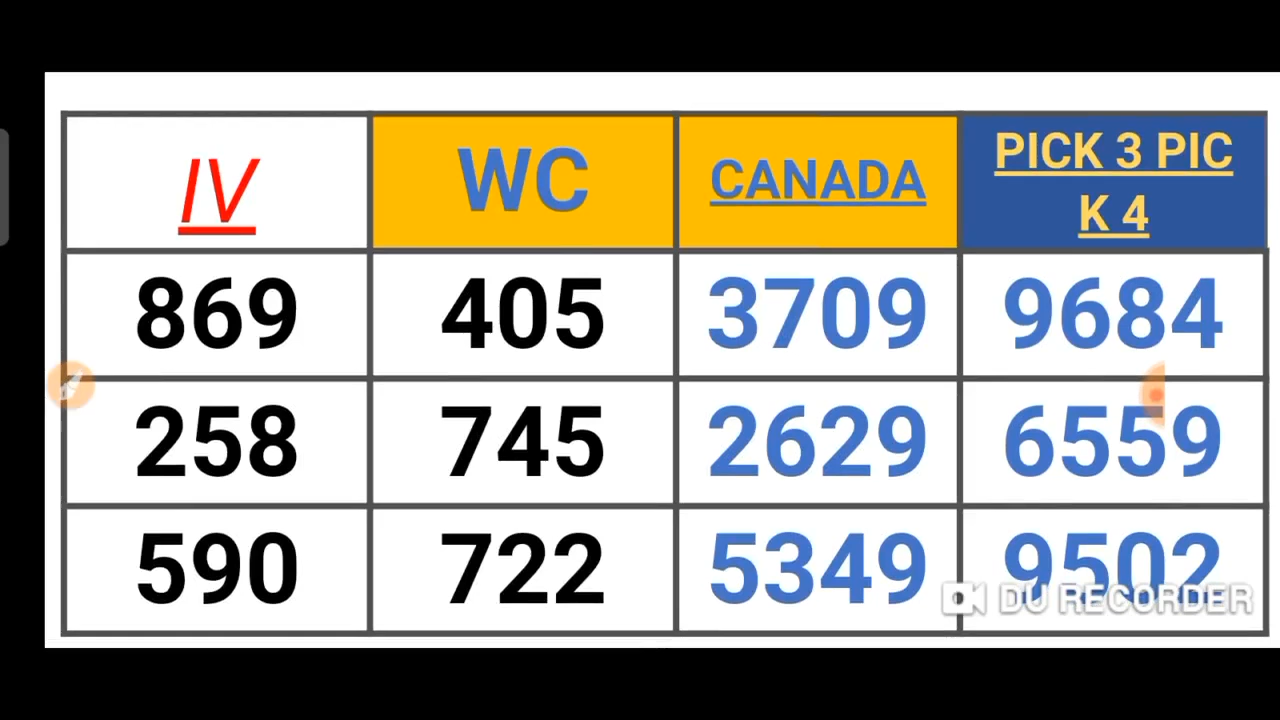 IV WC CANADA PICK 3 PIC
K 4
869 405 3709 9684
258 745 2629 6559
590 722 5349 9502
DU RECORDER